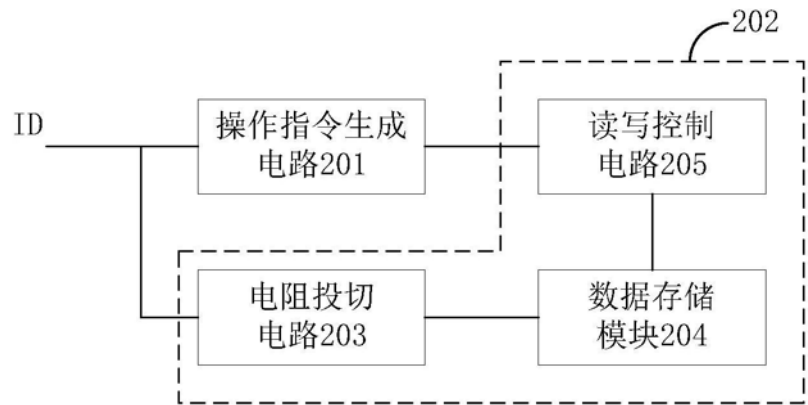 202
ID
操作指令生成
电路201
读写控制
电路205
电阻投切
电路203
数据存储
模块204